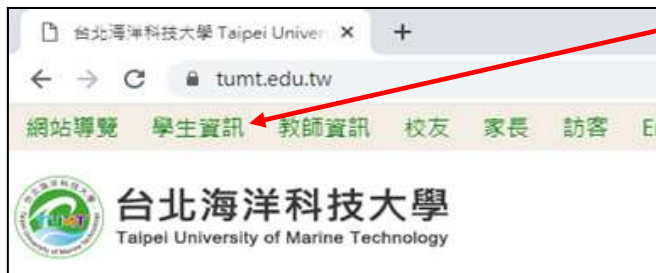 台北海洋科技大學 Taipei Univer
tumt.edu.tw
網站導覽 學生資訊 教師資訊 校友 家長 訪客 E
TUMT
台北海洋科技大學
Taipei University of Marine Technology